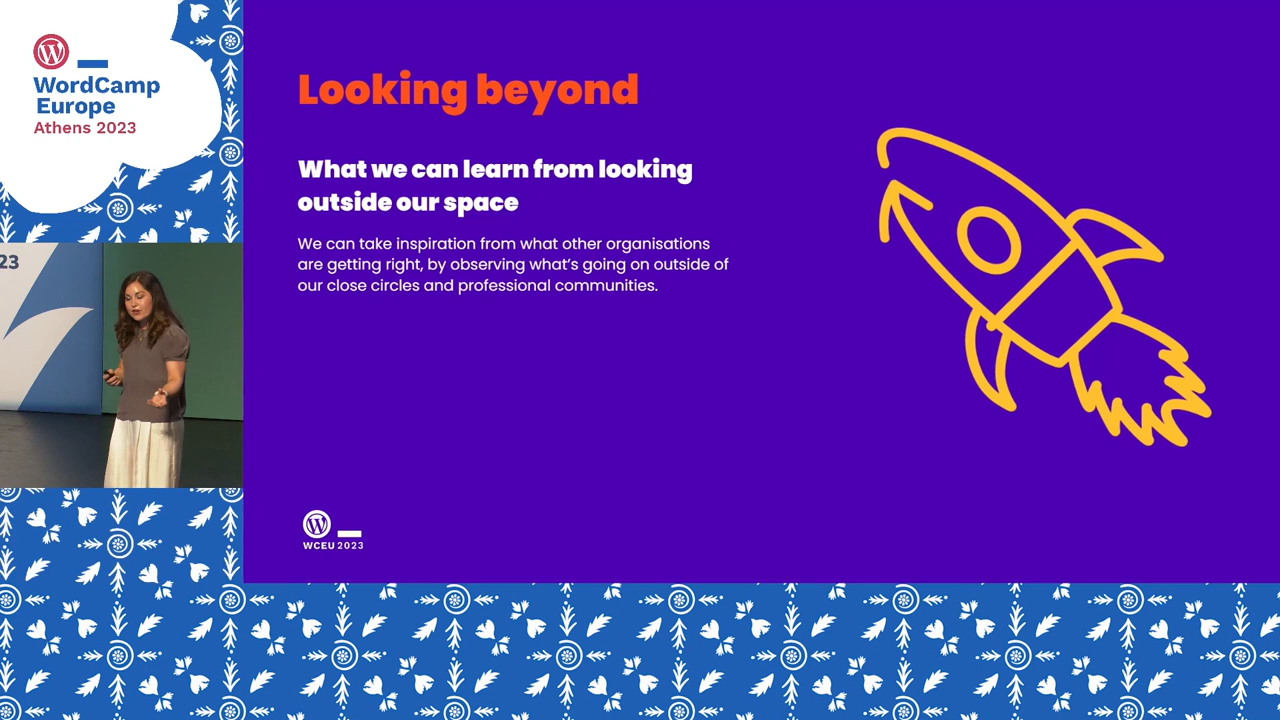 WordCamp
Europe
Athens 2023
23
Looking beyond
What we can learn from looking
outside our space
We can take inspiration from what other organisations
are getting right, by observing what’s going on outside of
our close circles and professional communities.
WCEU 2023